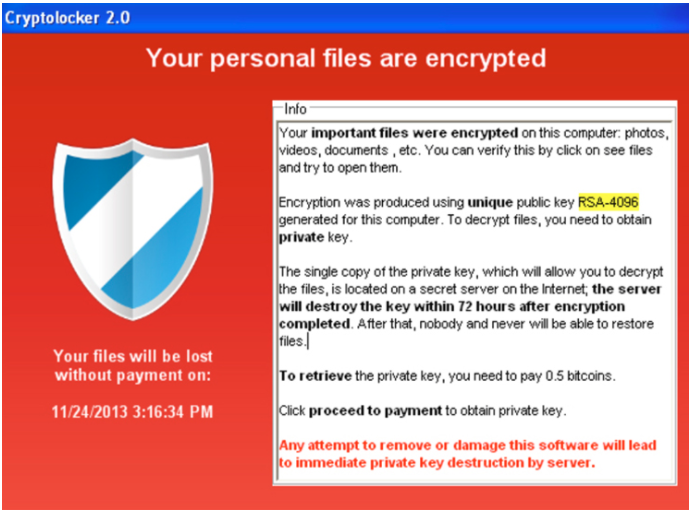 Cryptolocker 2.0
Your personal files are encrypted
Info
Your important files were encrypted on this computer: photos,
videos, documents , etc. You can verify this by click on see files
and try to open them.
Encryption was produced using unique public key RSA-4096
generated for this computer. To decrypt files, you need to obtain
private key.
The single copy of the private key, which will allow you to decrypt
the files, is located on a secret server on the Internet; the server
will destroy the key within 72 hours after encryption
completed. After that, nobody and never will be able to restore
files.
To retrieve the private key, you need to pay 0.5 bitcoins.
Click proceed to payment to obtain private key.
Any attempt to remove or damage this software will lead
to immediate private key destruction by server.
Your files will be lost
without payment on:
11/24/2013 3:16:34 PM